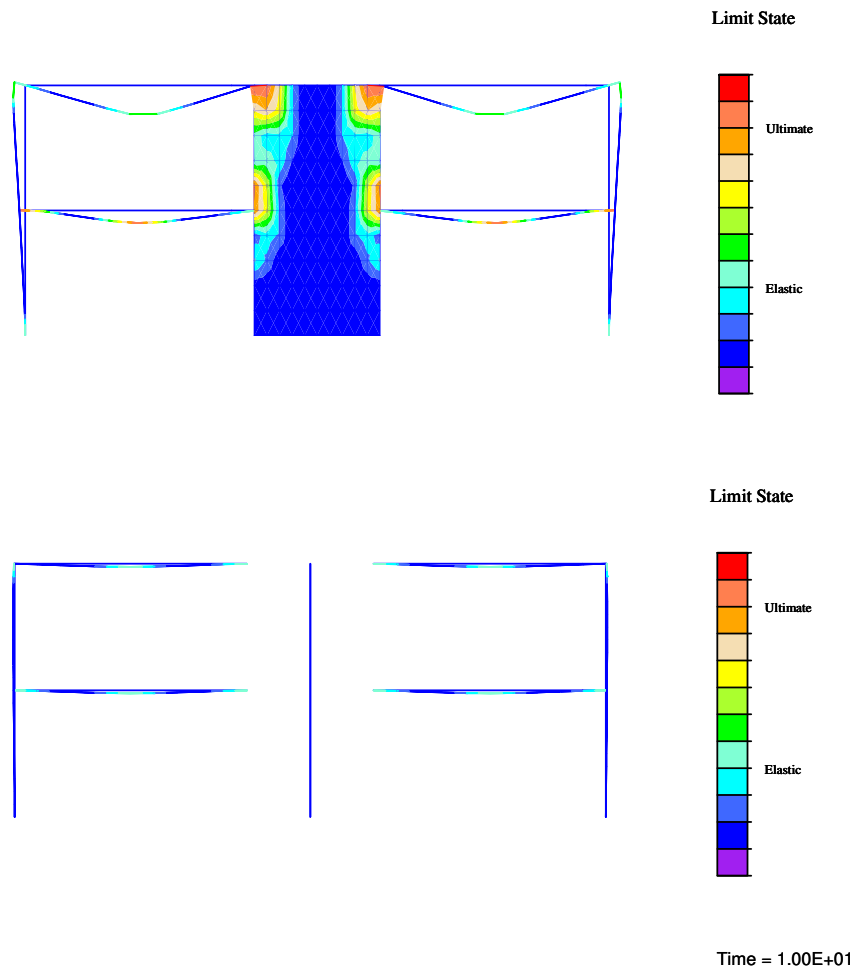 Limit State
Ultimate
Elastic
Limit State
Ultimate
Elastic
Time = 1.00E+01